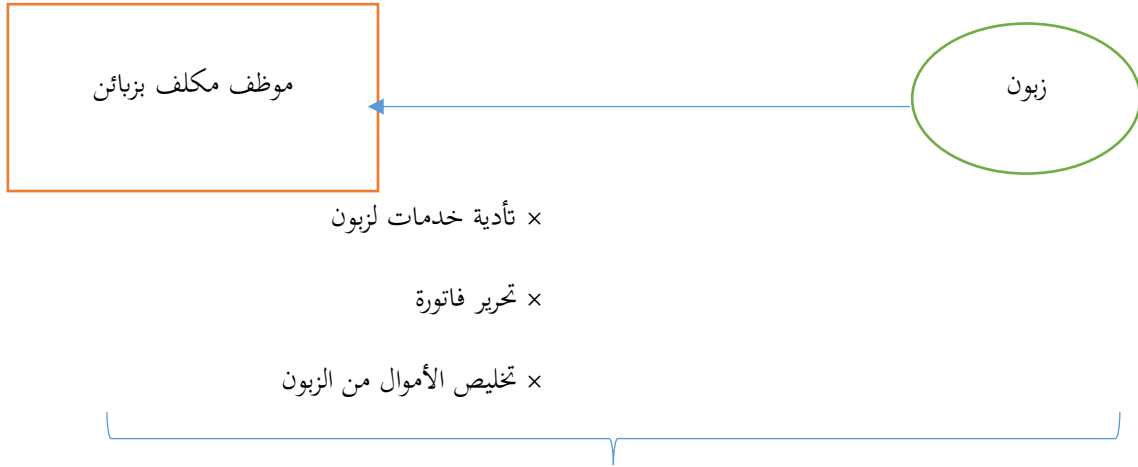 زبون
موظف مكلف بزبائن
× تأدية خدمات لزبون
× تحرير فاتورة
× تخليص الأموال من الزبون